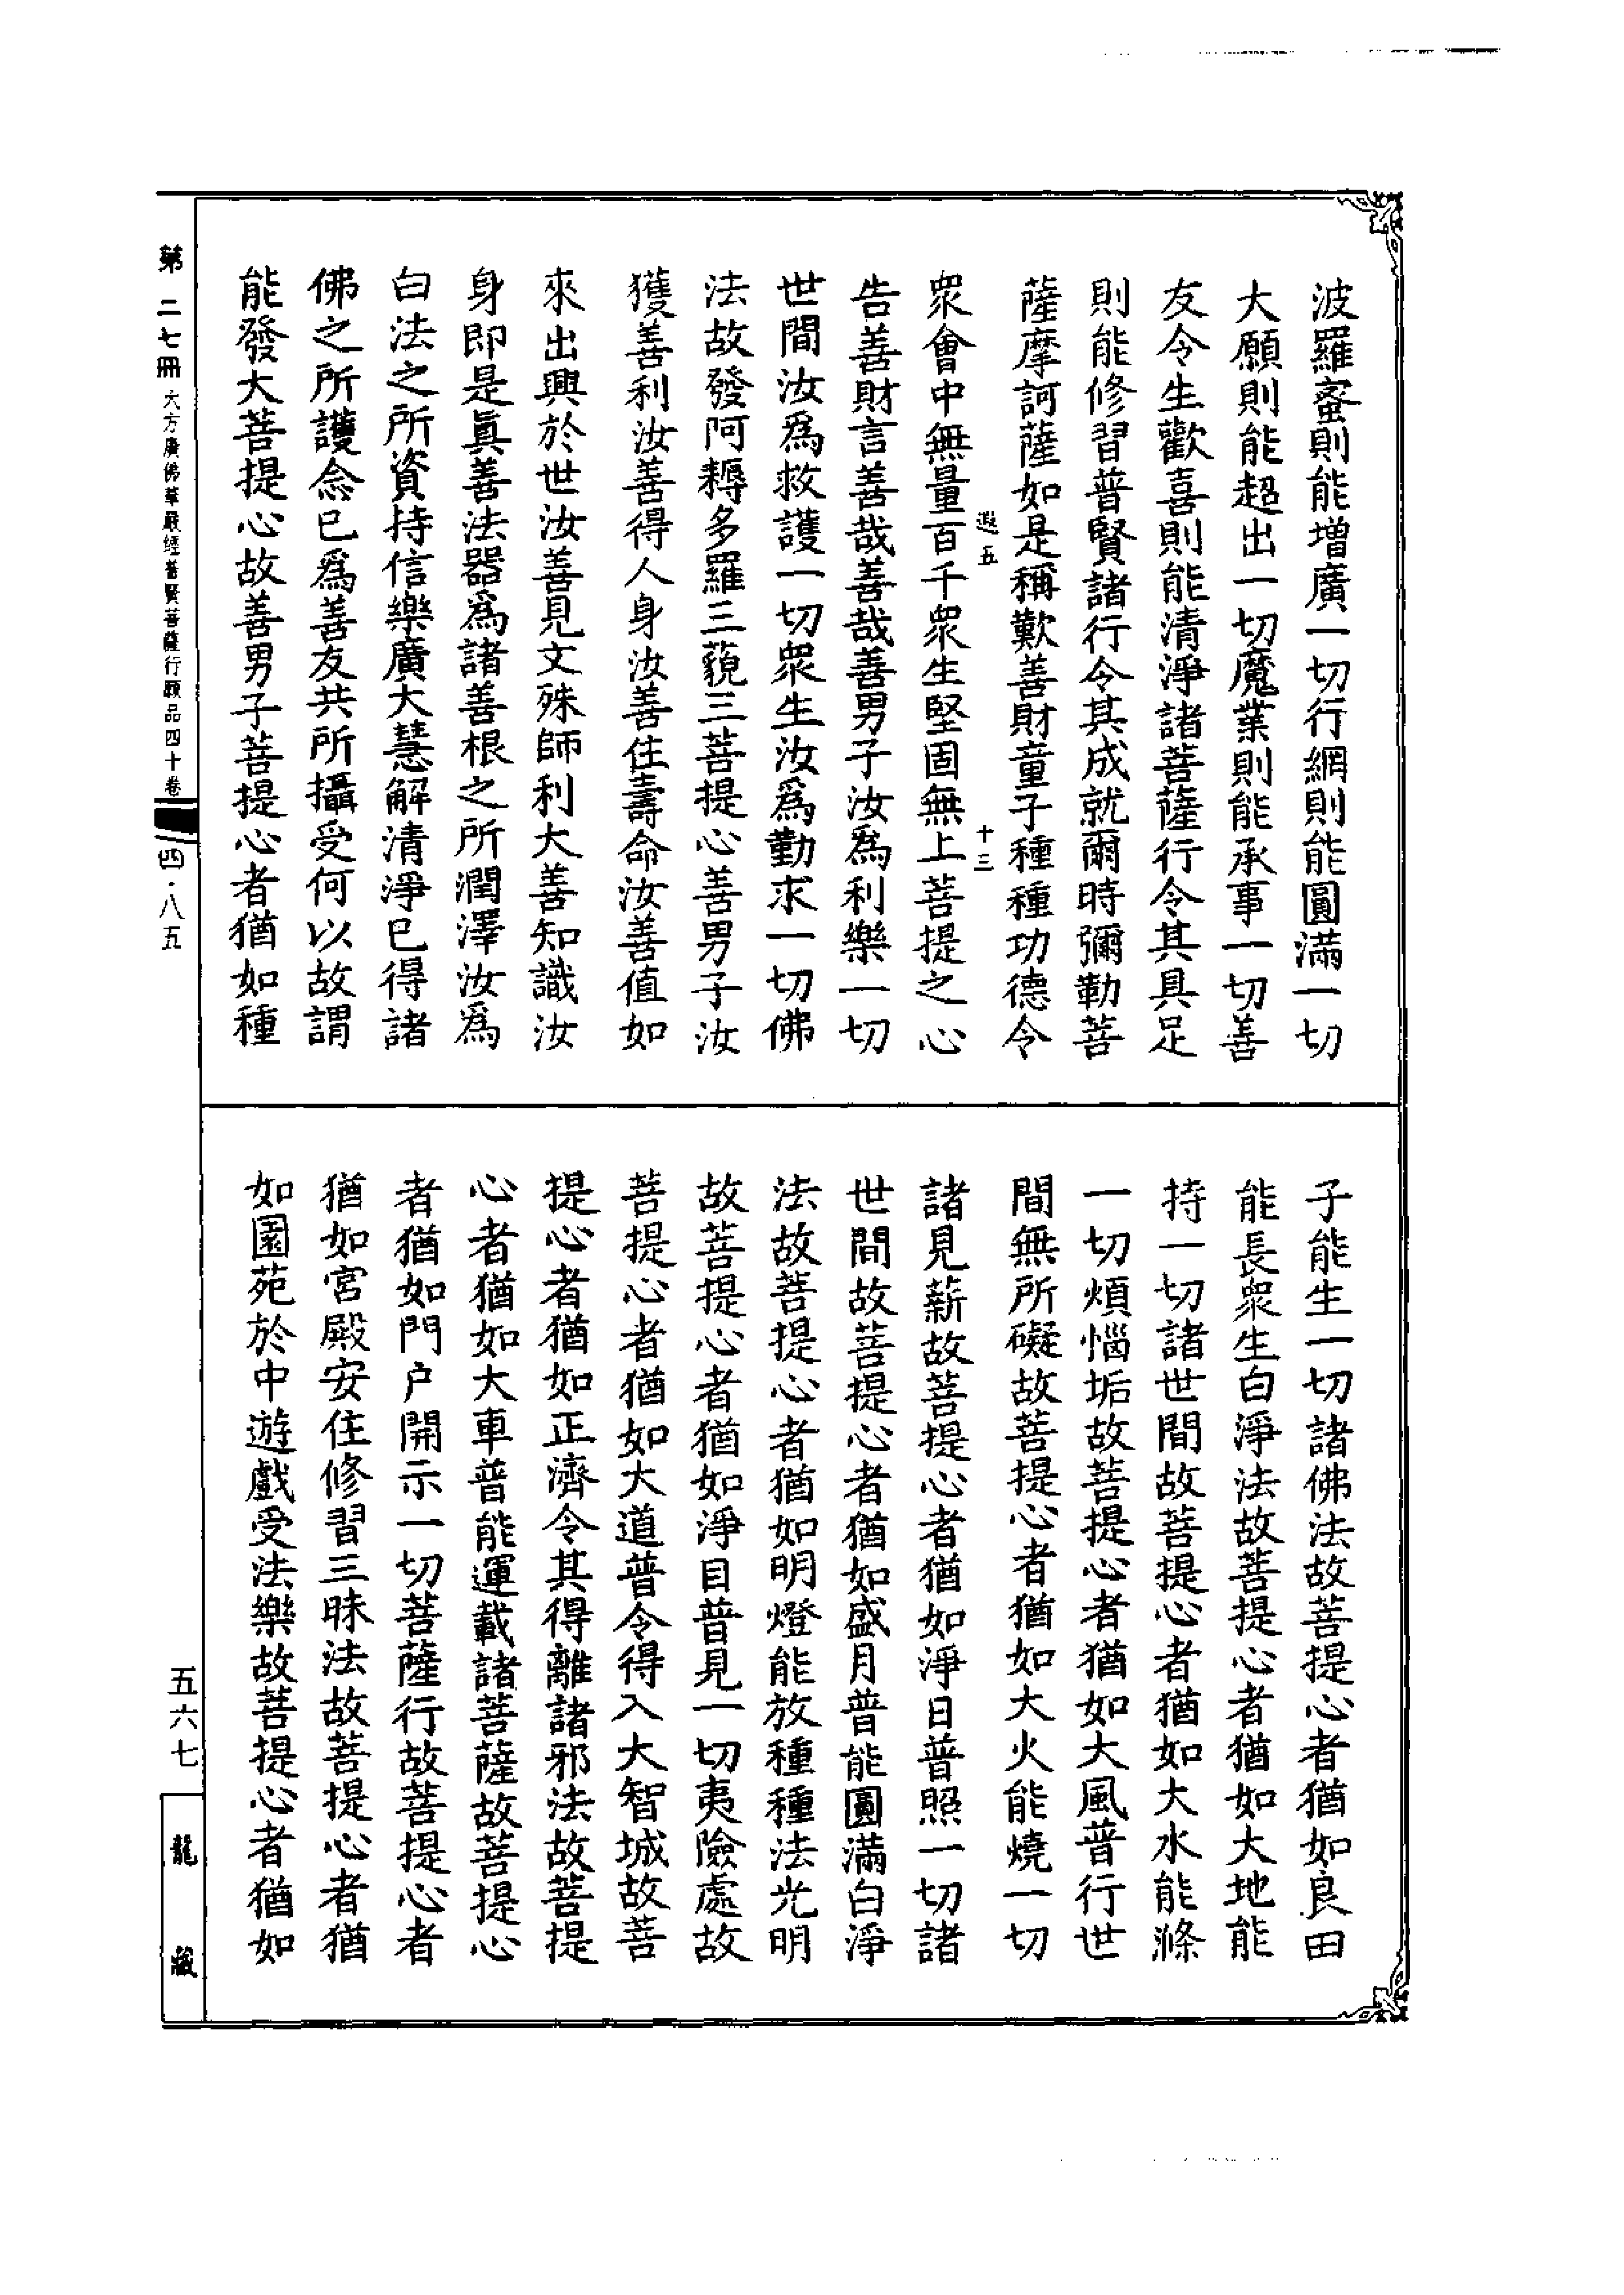 波羅蜜則能增廣一切行網則能圓滿一切
大願則能超出一切魔業則能承事一切善
友令生歡喜則能清淨諸菩薩行令其具足
則能修習普賢諸行令其成就爾時彌勒菩
薩摩訶薩如是稱歎善財童子種種功德令
遐五 十三
眾會中無量百千眾生堅固無上菩提之心
告善財言善哉善哉善男子汝為利樂一切
世間汝為救護一切眾生汝為勤求一切佛
法故發阿耨多羅三藐三菩提心善男子汝
獲善利汝善得人身汝善住壽命汝善值如
來出興於世汝善見文殊師利大善知識汝
身即是真善法器為諸善根之所潤澤汝為
白法之所資持信樂廣大慧解清淨已得諸
佛之所護念已為善友共所攝受何以故謂
能發大菩提心故善男子菩提心者猶如種
子能生一切諸佛法故菩提心者猶如良田
能長眾生白淨法故菩提心者猶如大地能
持一切諸世間故菩提心者猶如大水能滌
一切煩惱垢故菩提心者猶如大風普行世
間無所礙故菩提心者猶如大火能燒一切
諸見薪故菩提心者猶如淨日普照一切諸
世間故菩提心者猶如盛月普能圓滿白淨
法故菩提心者猶如明燈能放種種法光明
故菩提心者猶如淨目普見一切夷險處故
菩提心者猶如大道普令得入大智城故菩
提心者猶如正濟令其得離諸邪法故菩提
心者猶如大車普能運載諸菩薩故菩提心
者猶如門户開示一切菩薩行故菩提心者
猶如宮殿安住修習三昧法故菩提心者猶
如園苑於中遊戲受法樂故菩提心者猶如
第二七冊 大方廣佛華嚴經普賢菩薩行願品四十卷 四·八五
五六七
龍藏